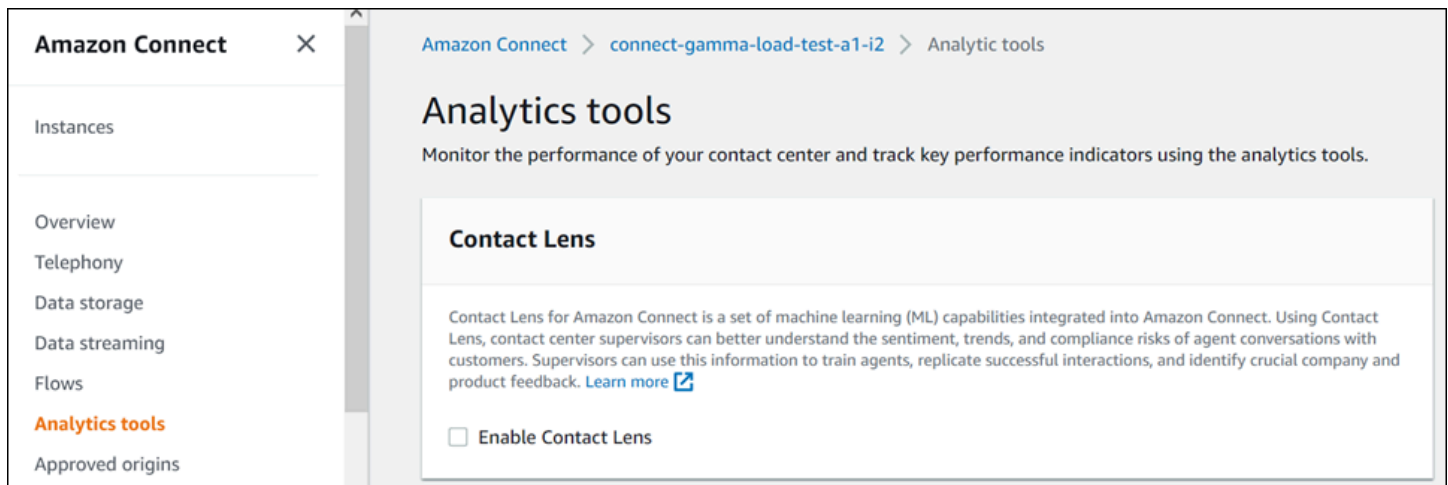 Amazon Connect
Instances
Overview
Telephony
Data storage
Data streaming
Flows
Analytics tools
Approved origins
Amazon Connect > connect-gamma-load-test-a1-i2 > Analytic tools
Analytics tools
Monitor the performance of your contact center and track key performance indicators using the analytics tools.
Contact Lens
Contact Lens for Amazon Connect is a set of machine learning (ML) capabilities integrated into Amazon Connect. Using Contact
Lens, contact center supervisors can better understand the sentiment, trends, and compliance risks of agent conversations with
customers. Supervisors can use this information to train agents, replicate successful interactions, and identify crucial company and
product feedback. Learn more
Enable Contact Lens